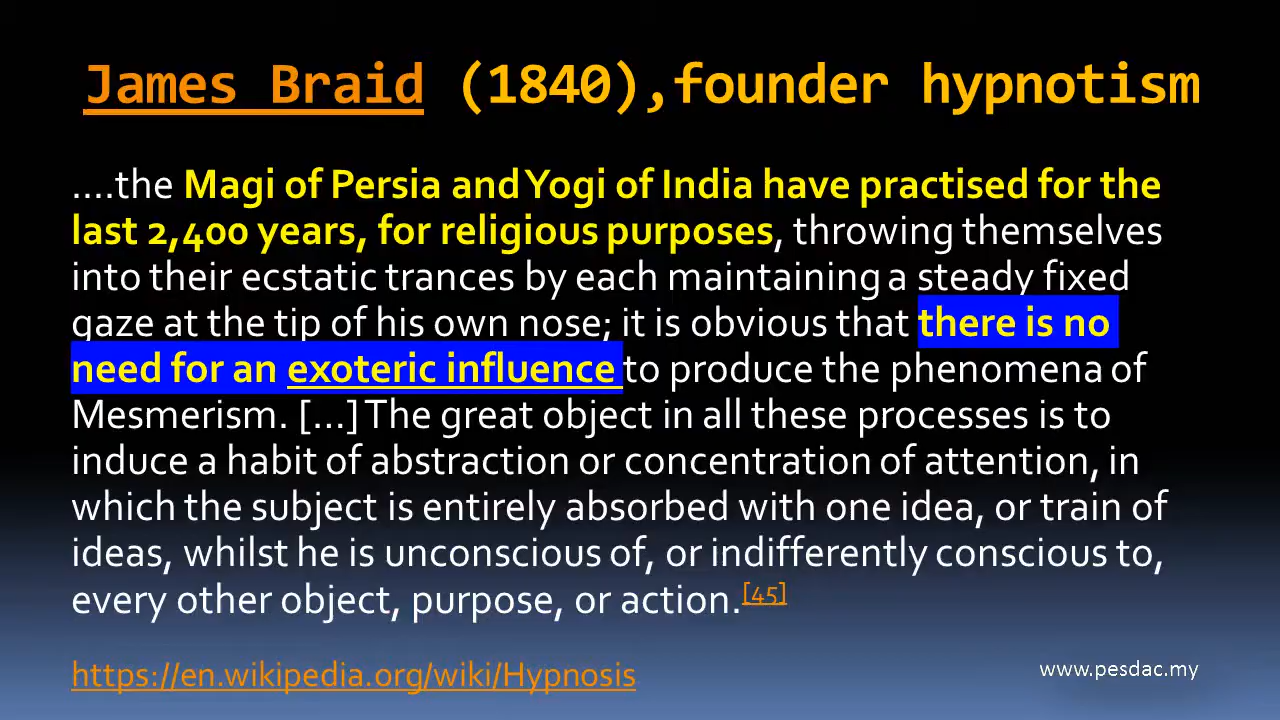 James Braid (1840),founder hypnotism
....the Magi of Persia and Yogi of India have practised for the
last 2,400 years, for religious purposes, throwing themselves
into their ecstatic trances by each maintaining a steady fixed
gaze at the tip of his own nose; it is obvious that there is no
need for an exoteric influence to produce the phenomena of
Mesmerism. [...] The great object in all these processes is to
induce a habit of abstraction or concentration of attention, in
which the subject is entirely absorbed with one idea, or train of
ideas, whilst he is unconscious of, or indifferently conscious to,
every other object, purpose, or action.[45]
https://en.wikipedia.org/wiki/Hypnosis
www.pesdac.my